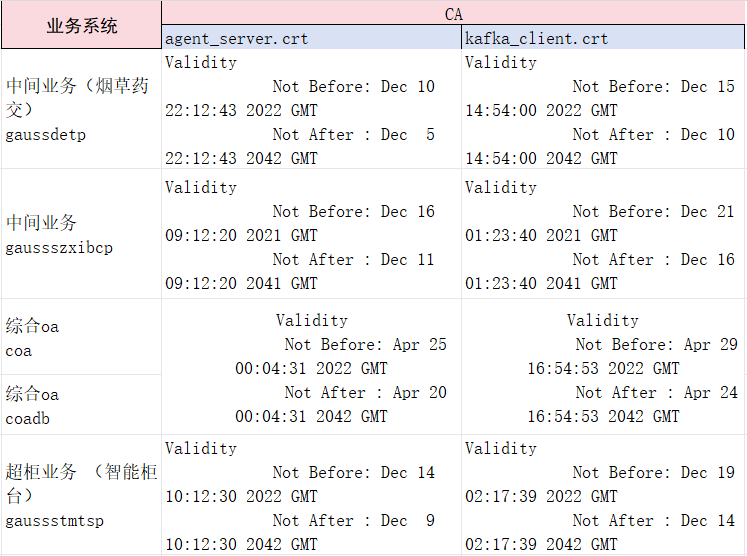 业务系统
CA
agent_server.crt
kafka_client.crt
中间业务（烟草药
交）
gaussdetp
Validity
Not Before: Dec 10
22:12:43 2022 GMT
Not After : Dec  5
22:12:43 2042 GMT
Validity
Not Before: Dec 15
14:54:00 2022 GMT
Not After : Dec 10
14:54:00 2042 GMT
中间业务
gaussszxibcp
Validity
Not Before: Dec 16
09:12:20 2021 GMT
Not After : Dec 11
09:12:20 2041 GMT
Validity
Not Before: Dec 21
01:23:40 2021 GMT
Not After : Dec 16
01:23:40 2041 GMT
综合oa
coa
综合oa
coadb
Validity
Not Before: Apr 25
00:04:31 2022 GMT
Not After : Apr 20
00:04:31 2042 GMT
Validity
Not Before: Apr 29
16:54:53 2022 GMT
Not After : Apr 24
16:54:53 2042 GMT
超柜业务 （智能柜
台）
gaussstmtsp
Validity
Not Before: Dec 14
10:12:30 2022 GMT
Not After : Dec  9
10:12:30 2042 GMT
Validity
Not Before: Dec 19
02:17:39 2022 GMT
Not After : Dec 14
02:17:39 2042 GMT